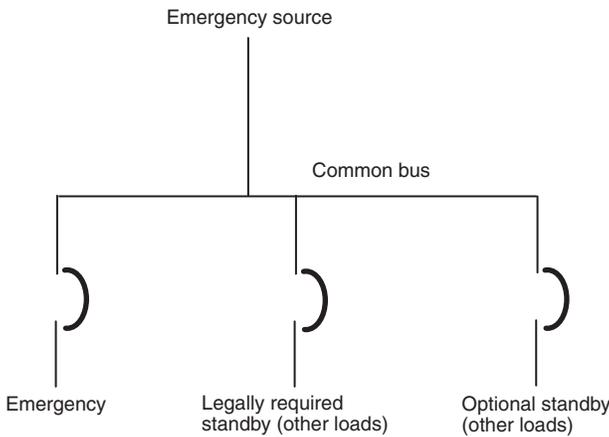 Emergency source
Common bus
Emergency
Legally required
standby (other loads)
Optional standby
(other loads)